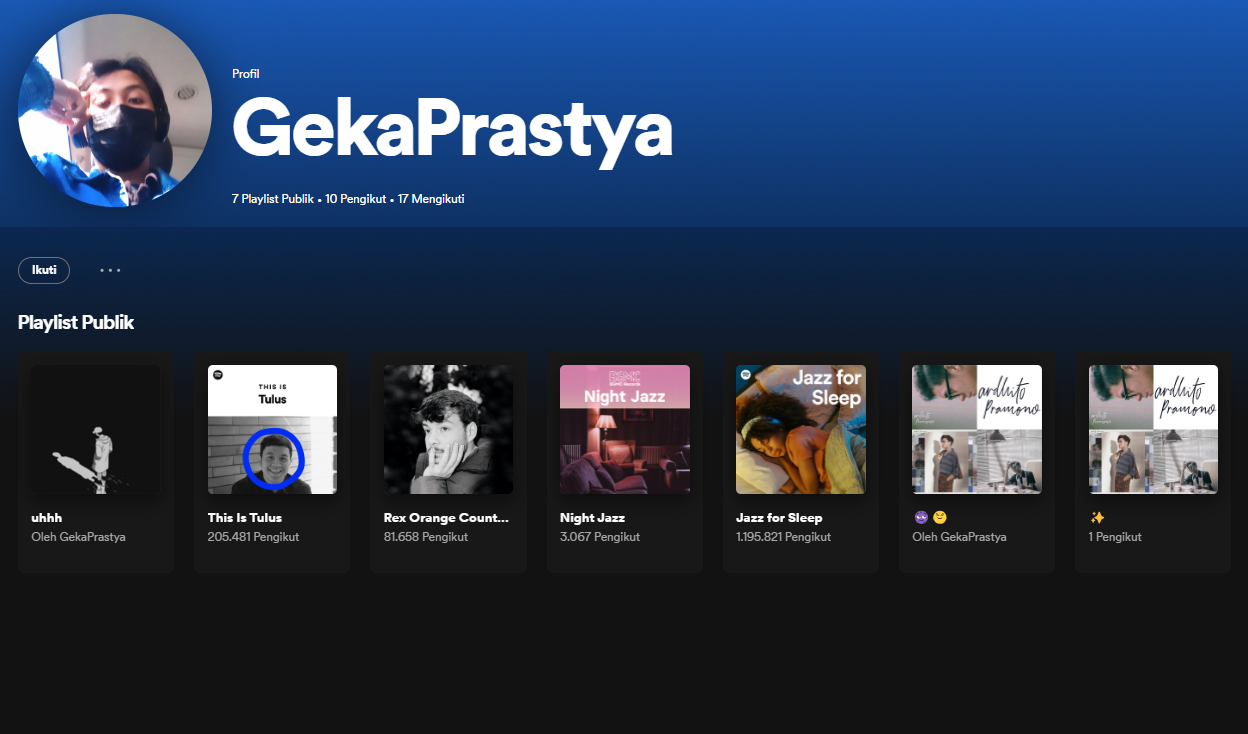 Profil
GekaPrastya
7 Playlist Publik • 10 Pengikut • 17 Mengikuti
Ikuti
Playlist Publik
THIS IS
Tulus
Night Jazz
Jazz for
Sleep
ardhito
Pramono
ardhito
Pramono
uhhh
Oleh GekaPrastya
This Is Tulus
205.481 Pengikut
Rex Orange Count...
81.658 Pengikut
Night Jazz
3.067 Pengikut
Jazz for Sleep
1.195.821 Pengikut
Oleh GekaPrastya
1 Pengikut